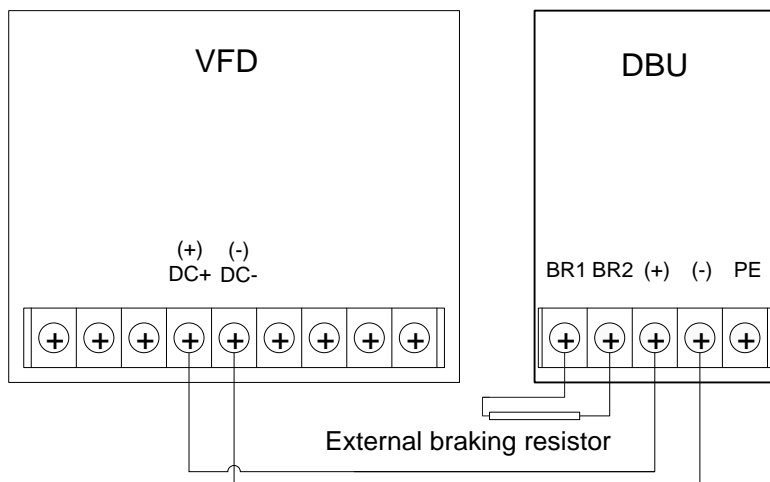 VFD
DBU
(+) (-)
DC+ DC-
BR1 BR2 (+) (-) PE
External braking resistor